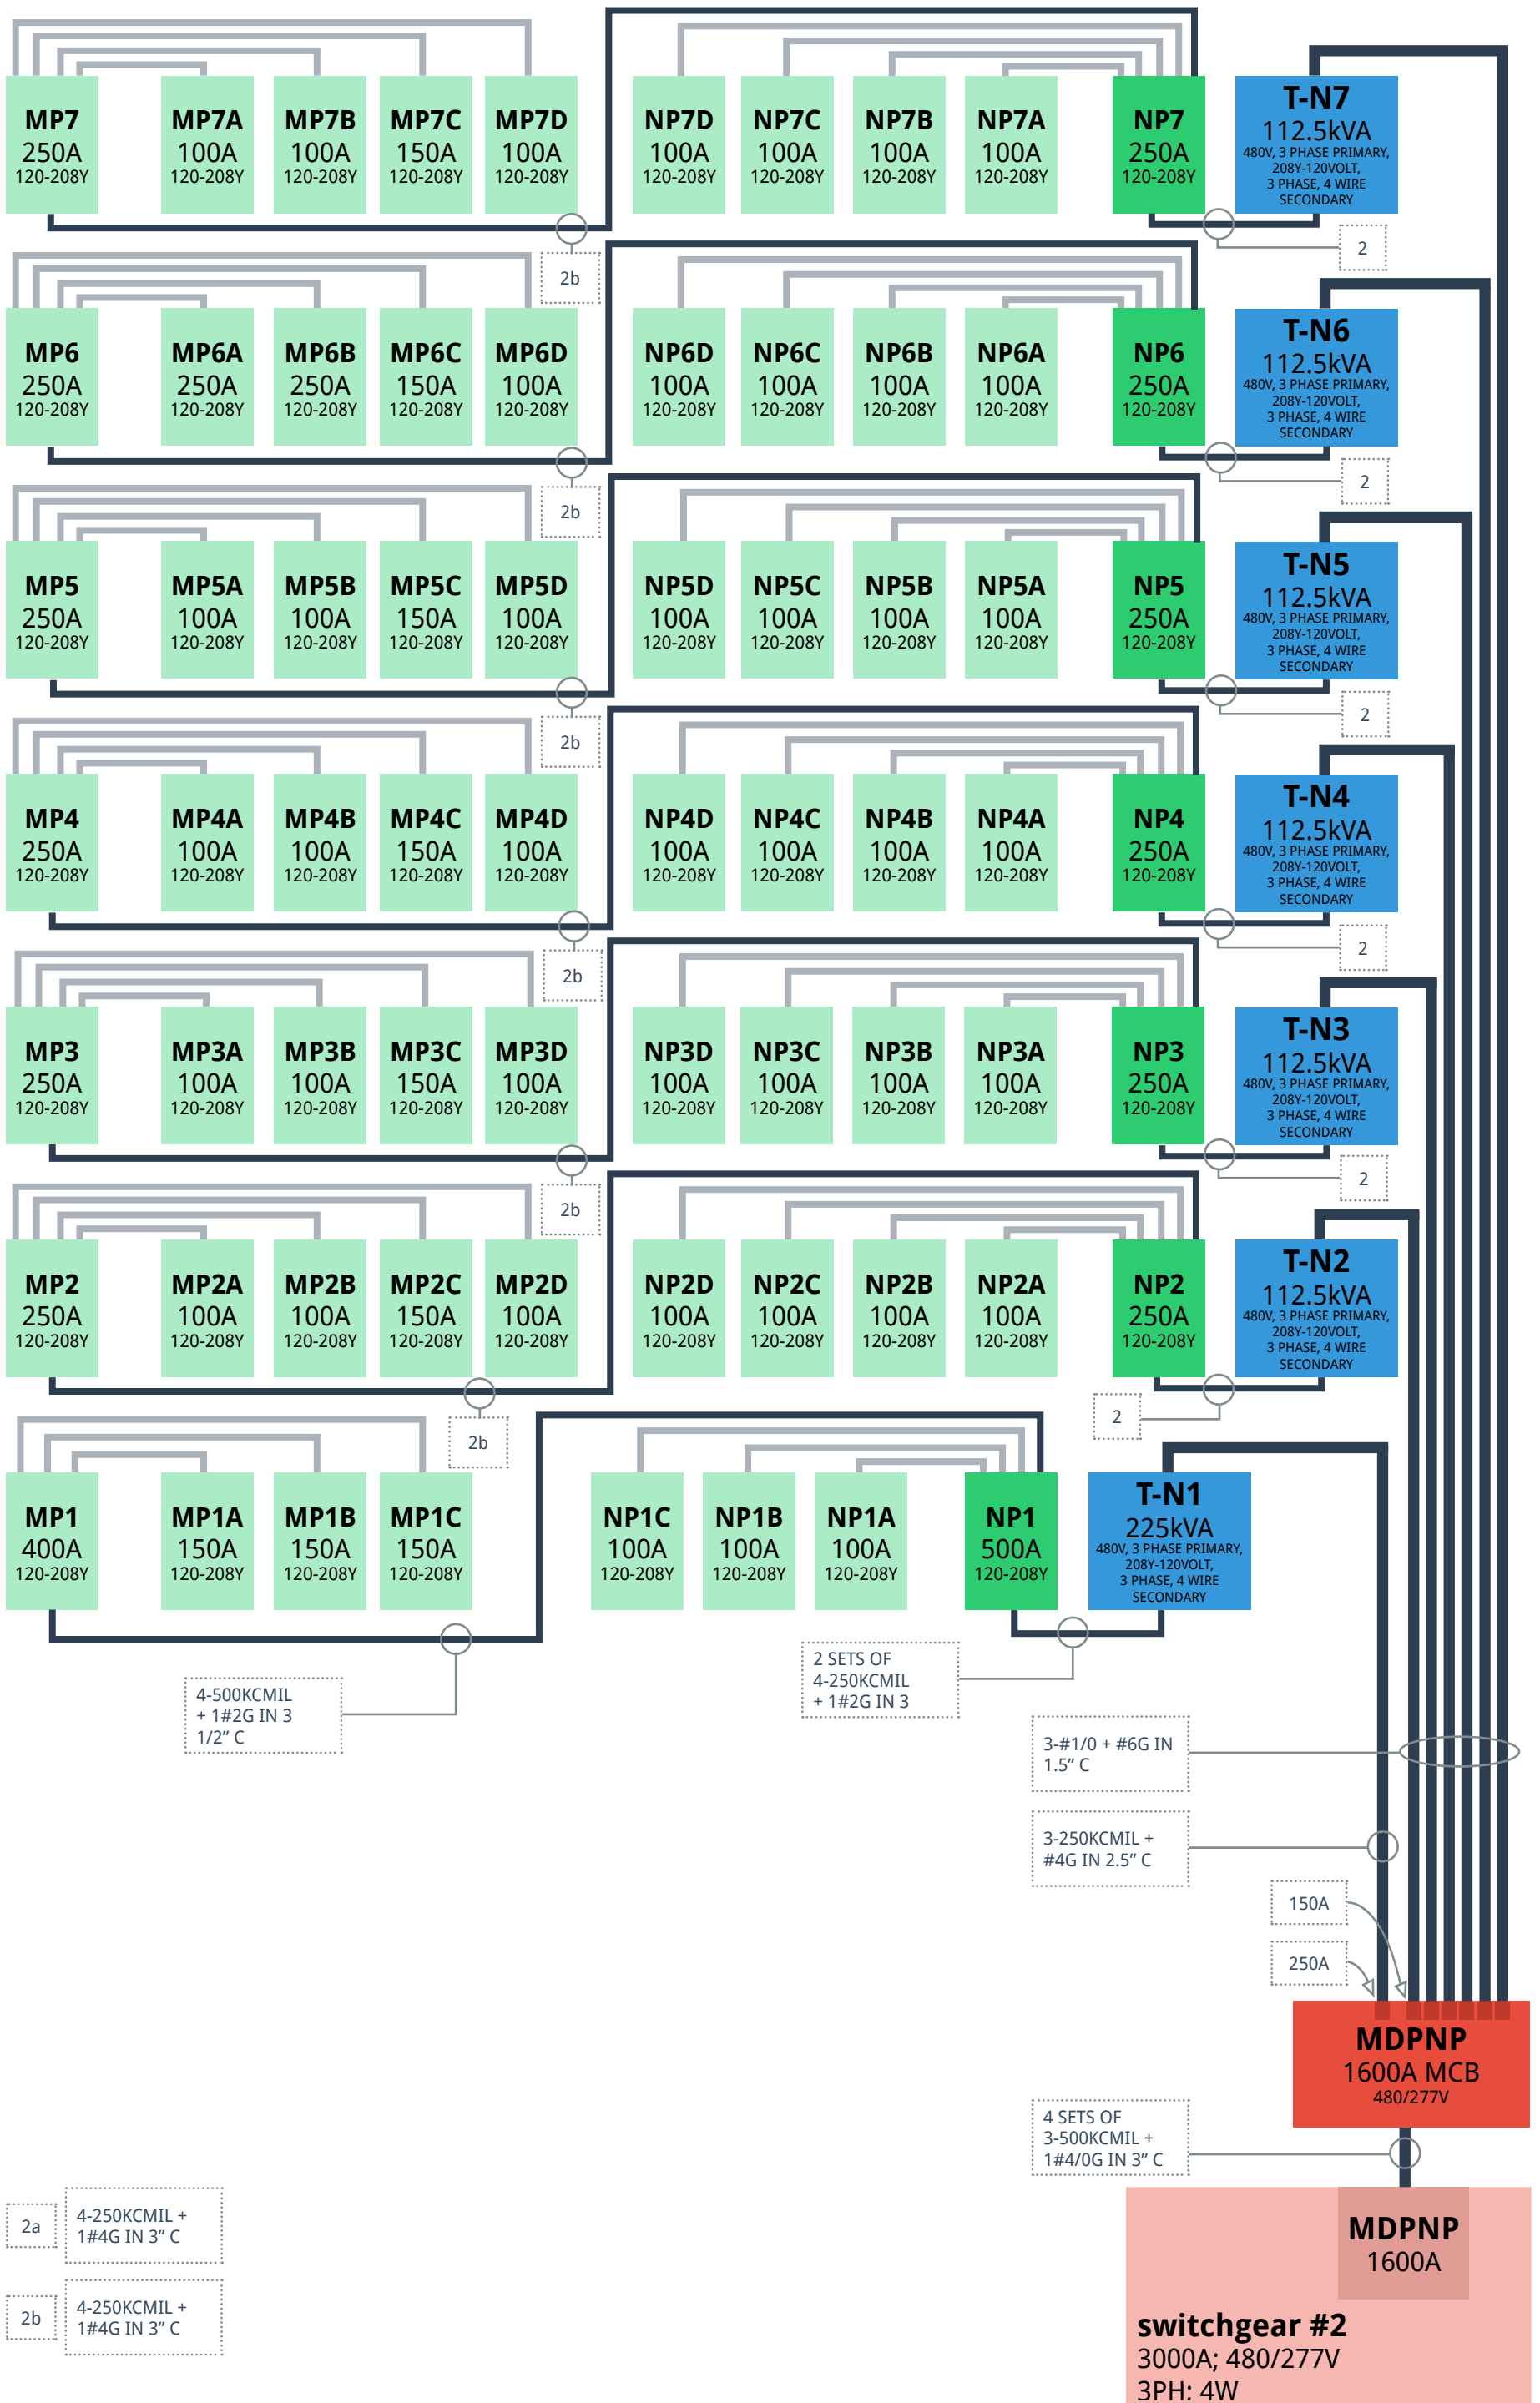 MP7
250A
120-208Y
MP7A
100A
120-208Y
MP7B
100A
120-208Y
MP7C
150A
120-208Y
MP7D
100A
120-208Y
NP7D
100A
120-208Y
NP7C
100A
120-208Y
NP7B
100A
120-208Y
NP7A
100A
120-208Y
NP7
250A
120-208Y
T-N7
112.5kVA
480V, 3 PHASE PRIMARY,
208Y-120VOLT,
3 PHASE, 4 WIRE
SECONDARY
2b
2
MP6
250A
120-208Y
MP6A
250A
120-208Y
MP6B
250A
120-208Y
MP6C
150A
120-208Y
MP6D
100A
120-208Y
NP6D
100A
120-208Y
NP6C
100A
120-208Y
NP6B
100A
120-208Y
NP6A
100A
120-208Y
NP6
250A
120-208Y
T-N6
112.5kVA
480V, 3 PHASE PRIMARY,
208Y-120VOLT,
3 PHASE, 4 WIRE
SECONDARY
2b
2
MP5
250A
120-208Y
MP5A
100A
120-208Y
MP5B
100A
120-208Y
MP5C
150A
120-208Y
MP5D
100A
120-208Y
NP5D
100A
120-208Y
NP5C
100A
120-208Y
NP5B
100A
120-208Y
NP5A
100A
120-208Y
NP5
250A
120-208Y
T-N5
112.5kVA
480V, 3 PHASE PRIMARY,
208Y-120VOLT,
3 PHASE, 4 WIRE
SECONDARY
2b
2
MP4
250A
120-208Y
MP4A
100A
120-208Y
MP4B
100A
120-208Y
MP4C
150A
120-208Y
MP4D
100A
120-208Y
NP4D
100A
120-208Y
NP4C
100A
120-208Y
NP4B
100A
120-208Y
NP4A
100A
120-208Y
NP4
250A
120-208Y
T-N4
112.5kVA
480V, 3 PHASE PRIMARY,
208Y-120VOLT,
3 PHASE, 4 WIRE
SECONDARY
2b
2
MP3
250A
120-208Y
MP3A
100A
120-208Y
MP3B
100A
120-208Y
MP3C
150A
120-208Y
MP3D
100A
120-208Y
NP3D
100A
120-208Y
NP3C
100A
120-208Y
NP3B
100A
120-208Y
NP3A
100A
120-208Y
NP3
250A
120-208Y
T-N3
112.5kVA
480V, 3 PHASE PRIMARY,
208Y-120VOLT,
3 PHASE, 4 WIRE
SECONDARY
2b
2
MP2
250A
120-208Y
MP2A
100A
120-208Y
MP2B
100A
120-208Y
MP2C
150A
120-208Y
MP2D
100A
120-208Y
NP2D
100A
120-208Y
NP2C
100A
120-208Y
NP2B
100A
120-208Y
NP2A
100A
120-208Y
NP2
250A
120-208Y
T-N2
112.5kVA
480V, 3 PHASE PRIMARY,
208Y-120VOLT,
3 PHASE, 4 WIRE
SECONDARY
2b
2
MP1
400A
120-208Y
MP1A
150A
120-208Y
MP1B
150A
120-208Y
MP1C
150A
120-208Y
NP1C
100A
120-208Y
NP1B
100A
120-208Y
NP1A
100A
120-208Y
NP1
500A
120-208Y
T-N1
225kVA
480V, 3 PHASE PRIMARY,
208Y-120VOLT,
3 PHASE, 4 WIRE
SECONDARY
4-500KCMIL
+ 1#2G IN 3
1/2” C
2 SETS OF
4-250KCMIL
+ 1#2G IN 3
3-#1/0 + #6G IN
1.5” C
3-250KCMIL +
#4G IN 2.5” C
150A
250A
MDPNP
1600A MCB
480/277V
4 SETS OF
3-500KCMIL +
1#4/0G IN 3” C
MDPNP
1600A
switchgear #2
3000A; 480/277V
3PH: 4W
2a
4-250KCMIL +
1#4G IN 3” C
2b
4-250KCMIL +
1#4G IN 3” C